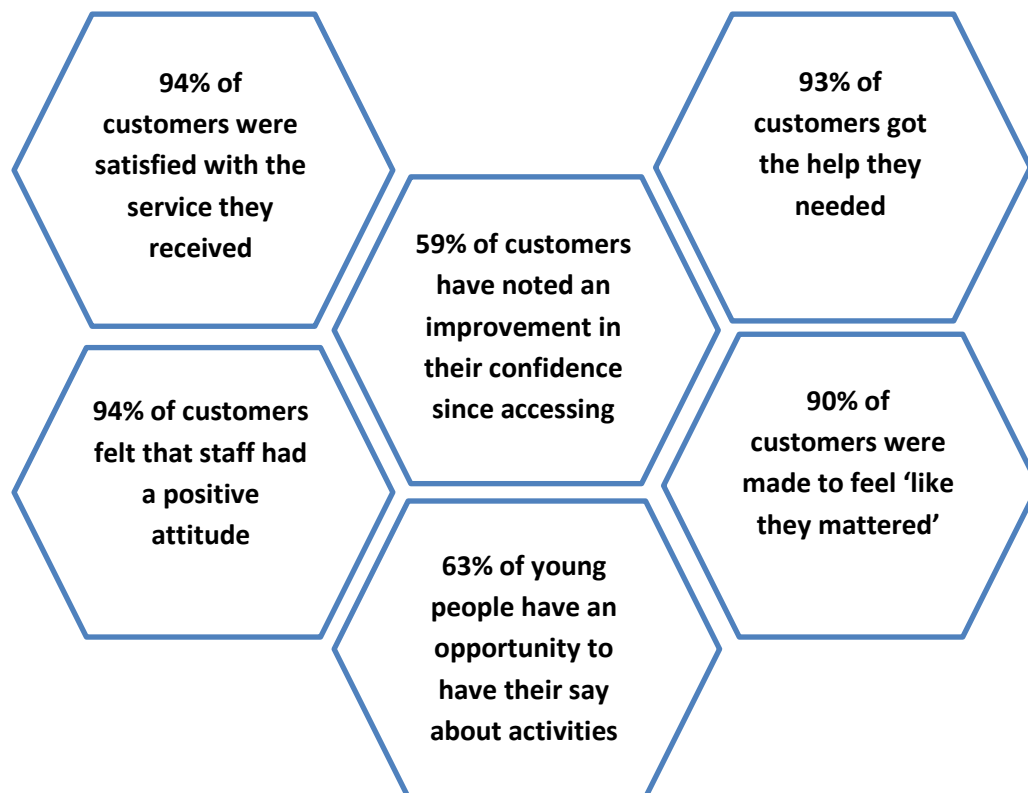 94% of
customers were
satisfied with the
service they
received
93% of
customers got
the help they
needed
59% of customers
have noted an
improvement in
their confidence
since accessing
94% of customers
felt that staff had
a positive
attitude
90% of
customers were
made to feel ‘like
they mattered’
63% of young
people have an
opportunity to
have their say
about activities